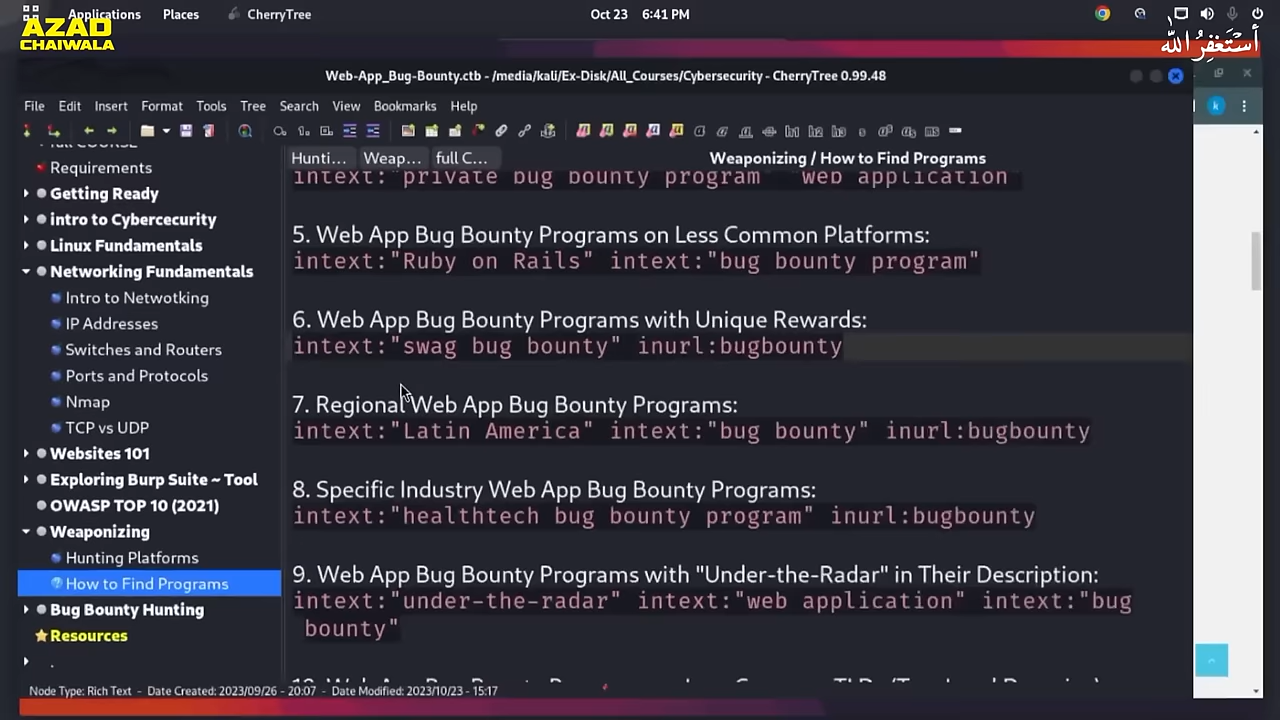 Applications Places CherryTree Oct 23 6:41 PM
AZAD
CHAIWALA
أستغفر الله
Web-App_Bug-Bounty.ctb - /media/kali/Ex-Disk/All_Courses/Cybersecurity - CherryTree 0.99.48
File Edit Insert Format Tools Tree Search View Bookmarks Help
full COURSE
Requirements
Getting Ready
intro to Cybercecurity
Linux Fundamentals
Networking Fundamentals
Intro to Netwotking
IP Addresses
Switches and Routers
Ports and Protocols
Nmap
TCP vs UDP
Websites 101
Exploring Burp Suite ~ Tool
OWASP TOP 10 (2021)
Weaponizing
Hunting Platforms
How to Find Programs
Bug Bounty Hunting
Resources
.
Hunti... Weap... full C... Weaponizing / How to Find Programs
intext:"private bug bounty program" "web application"
5. Web App Bug Bounty Programs on Less Common Platforms:
intext:"Ruby on Rails" intext:"bug bounty program"
6. Web App Bug Bounty Programs with Unique Rewards:
intext:"swag bug bounty" inurl:bugbounty
7. Regional Web App Bug Bounty Programs:
intext:"Latin America" intext:"bug bounty" inurl:bugbounty
8. Specific Industry Web App Bug Bounty Programs:
intext:"healthtech bug bounty program" inurl:bugbounty
9. Web App Bug Bounty Programs with "Under-the-Radar" in Their Description:
intext:"under-the-radar" intext:"web application" intext:"bug
bounty"
k
Node Type: Rich Text - Date Created: 2023/09/26 - 20:07 - Date Modified: 2023/10/23 - 15:17